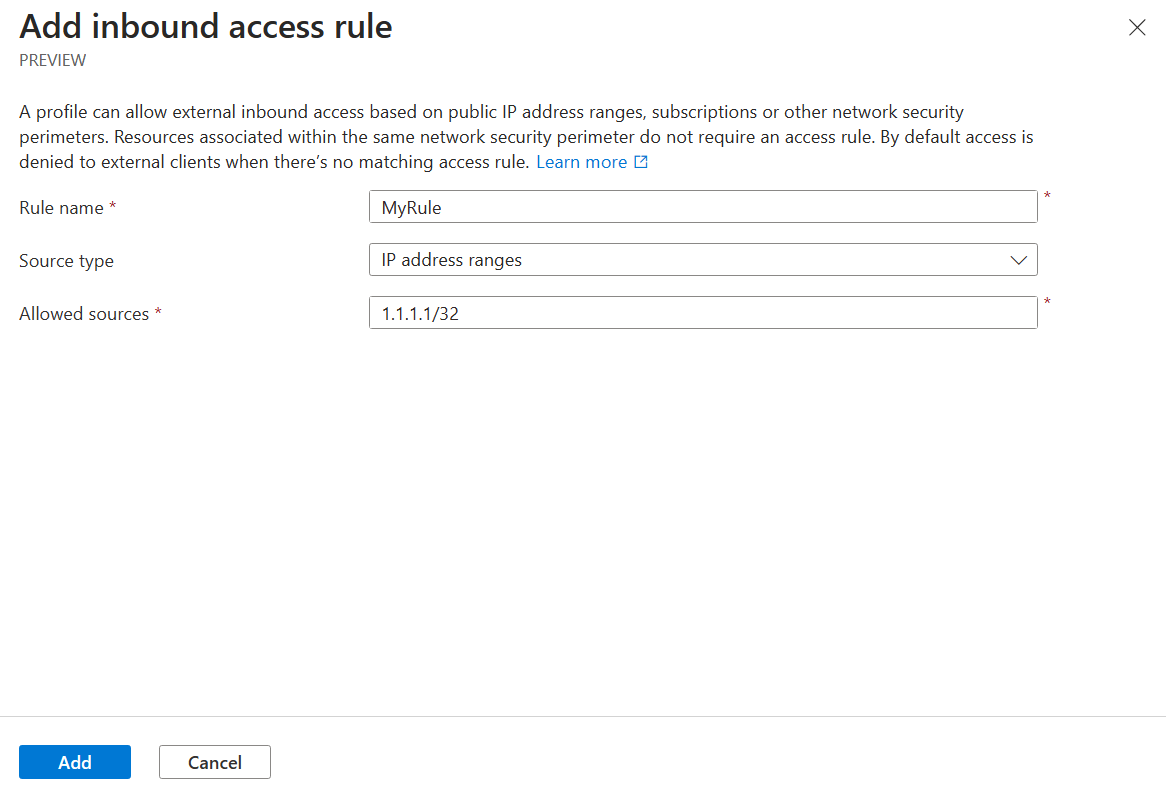 Add inbound access rule
PREVIEW
A profile can allow external inbound access based on public IP address ranges, subscriptions or other network security
perimeters. Resources associated within the same network security perimeter do not require an access rule. By default access is
denied to external clients when there’s no matching access rule. Learn more
Rule name * MyRule *
Source type IP address ranges
Allowed sources * 1.1.1.1/32 *
Add Cancel